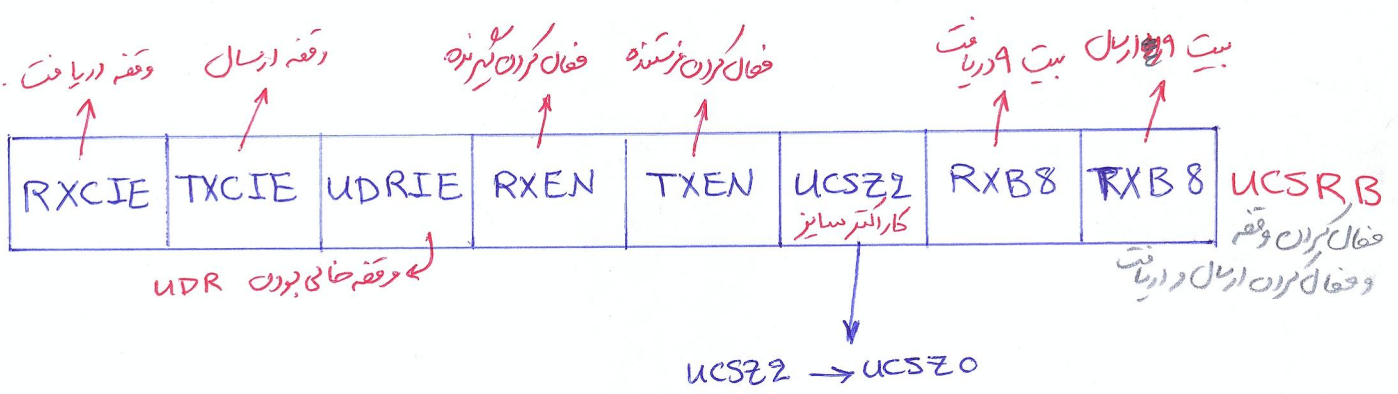 وقفه دریافت
وقفه ارسال
فعال کردن گیرنده
فعال کردن فرستنده
بیت 9 دریافت
بیت 9 ارسال
RXCIE TXCIE UDRIE RXEN TXEN UCSZ2 RXB8 TXB8 UCSRB
کاراکتر سایز
فعال کردن وقفه
و فعال کردن ارسال و دریافت
وقفه خالی بودن UDR
UCSZ2 → UCSZ0